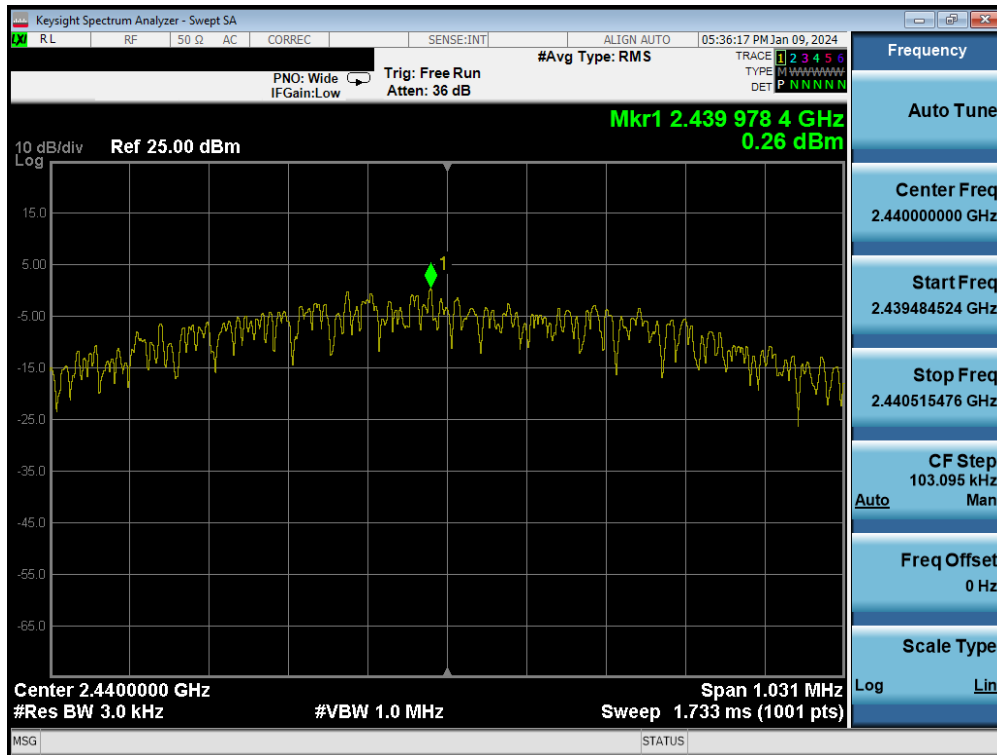 Keysight Spectrum Analyzer - Swept SA
LXI RL RF 50 Ω AC CORREC SENSE:INT ALIGN AUTO 05:36:17 PM Jan 09, 2024
#Avg Type: RMS
TRACE 1 2 3 4 5 6
PNO: Wide Trig: Free Run
TYPE M WWWWW
IFGain:Low Atten: 36 dB
DET P N N N N N
Mkr1 2.439 978 4 GHz
0.26 dBm
10 dB/div Ref 25.00 dBm
Log
15.0
5.00
1
-5.00
-15.0
-25.0
-35.0
-45.0
-55.0
-65.0
Center 2.4400000 GHz Span 1.031 MHz
#Res BW 3.0 kHz #VBW 1.0 MHz Sweep 1.733 ms (1001 pts)
MSG STATUS
Frequency
Auto Tune
Center Freq
2.440000000 GHz
Start Freq
2.439484524 GHz
Stop Freq
2.440515476 GHz
CF Step
103.095 kHz
Auto Man
Freq Offset
0 Hz
Scale Type
Log Lin